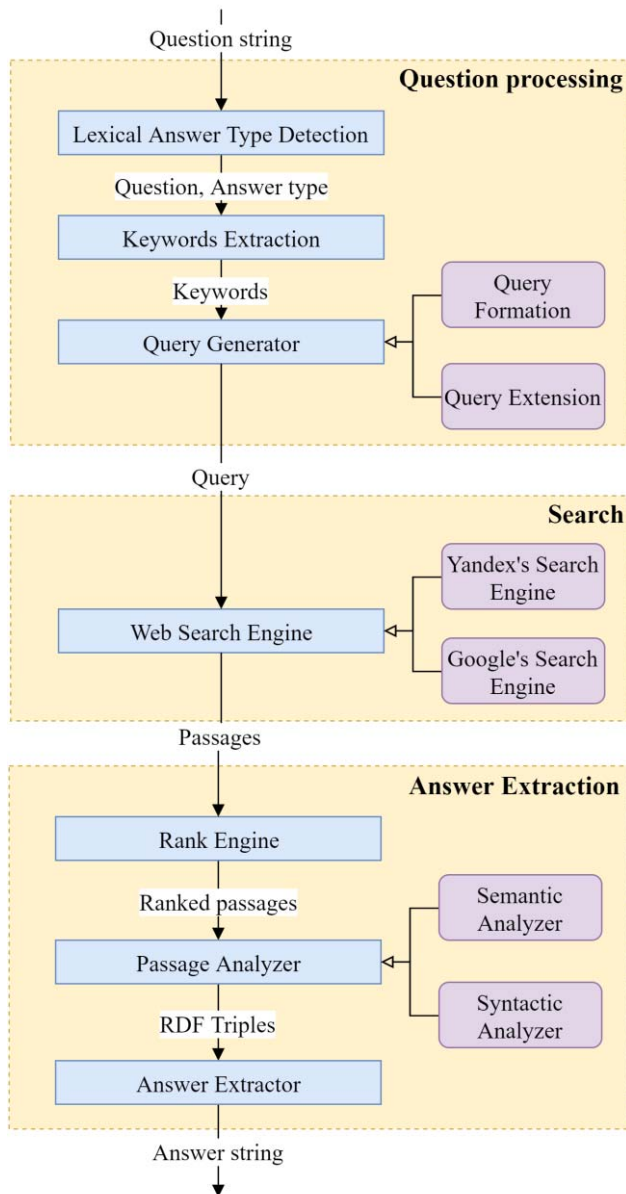 Question string
Question processing
Lexical Answer Type Detection
Question, Answer type
Keywords Extraction
Keywords
Query
Formation
Query Generator
Query Extension
Query
Search
Yandex's Search
Engine
Web Search Engine
Google's Search
Engine
Passages
Answer Extraction
Rank Engine
Ranked passages
Semantic
Analyzer
Passage Analyzer
RDF Triples
Syntactic
Analyzer
Answer Extractor
Answer string